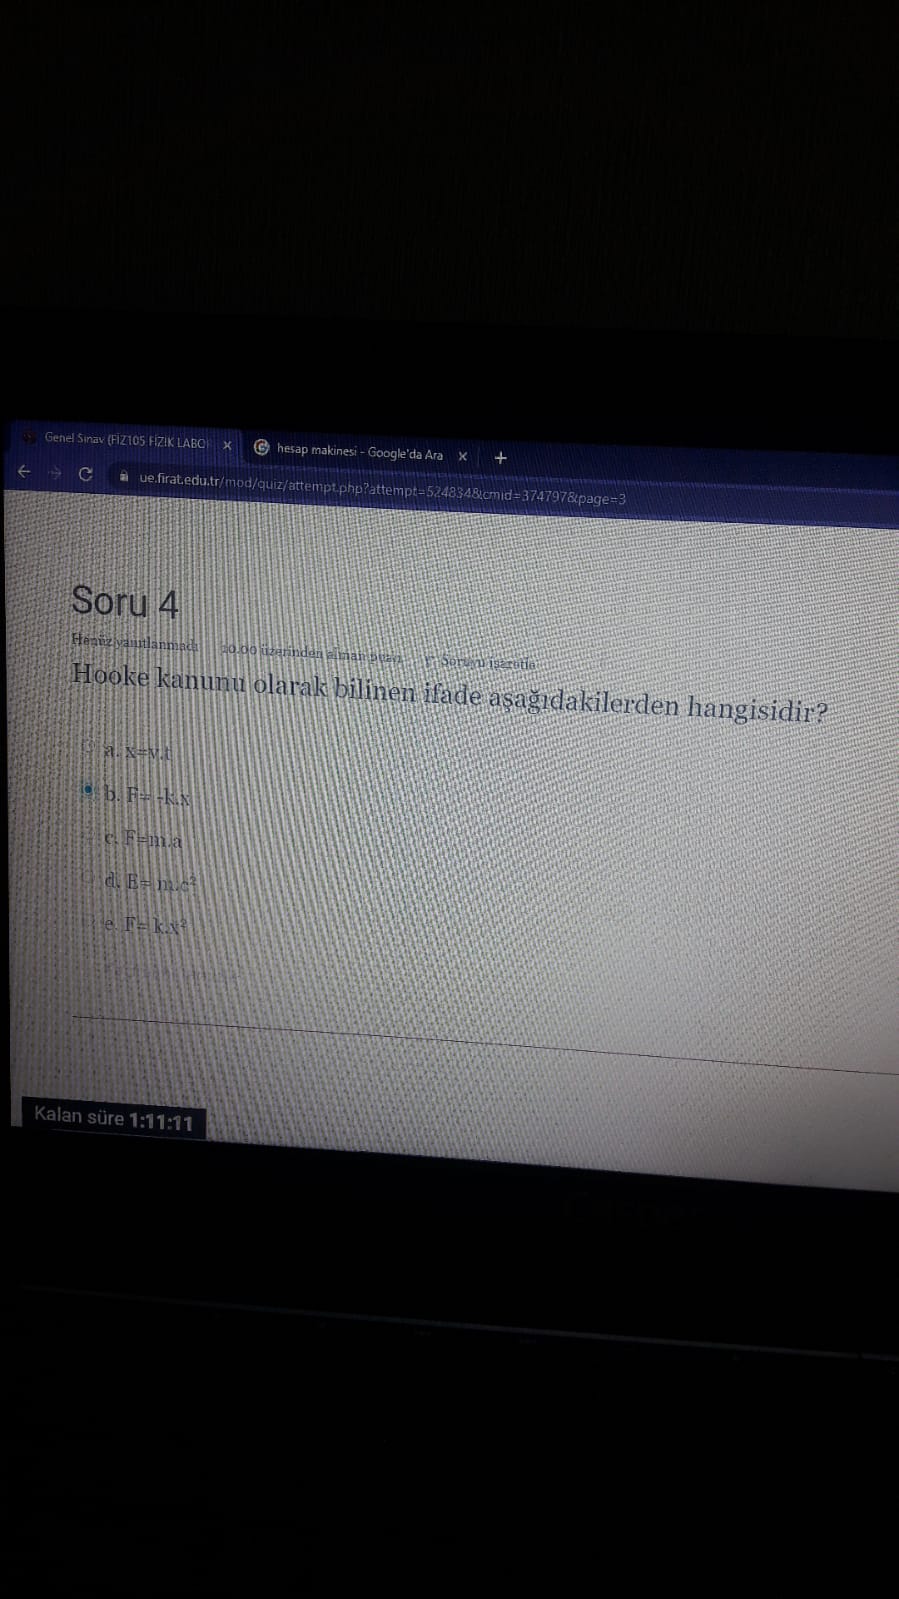 Genel Sınav (FİZ105 FİZİK LABO
hesap makinesi - Google'da Ara
ue.firat.edu.tr/mod/quiz/attempt.php?attempt=524834&cmid=374797&page=3
Soru 4
Henüz yanıtlanmadı 10,00 üzerinden alınan puan Soruyu işaretle
Hooke kanunu olarak bilinen ifade aşağıdakilerden hangisidir?
a. x=v.t
b. F= -k.x
c. F=m.a
d. E= m.c²
e. F= k.x²
Kalan süre 1:11:11